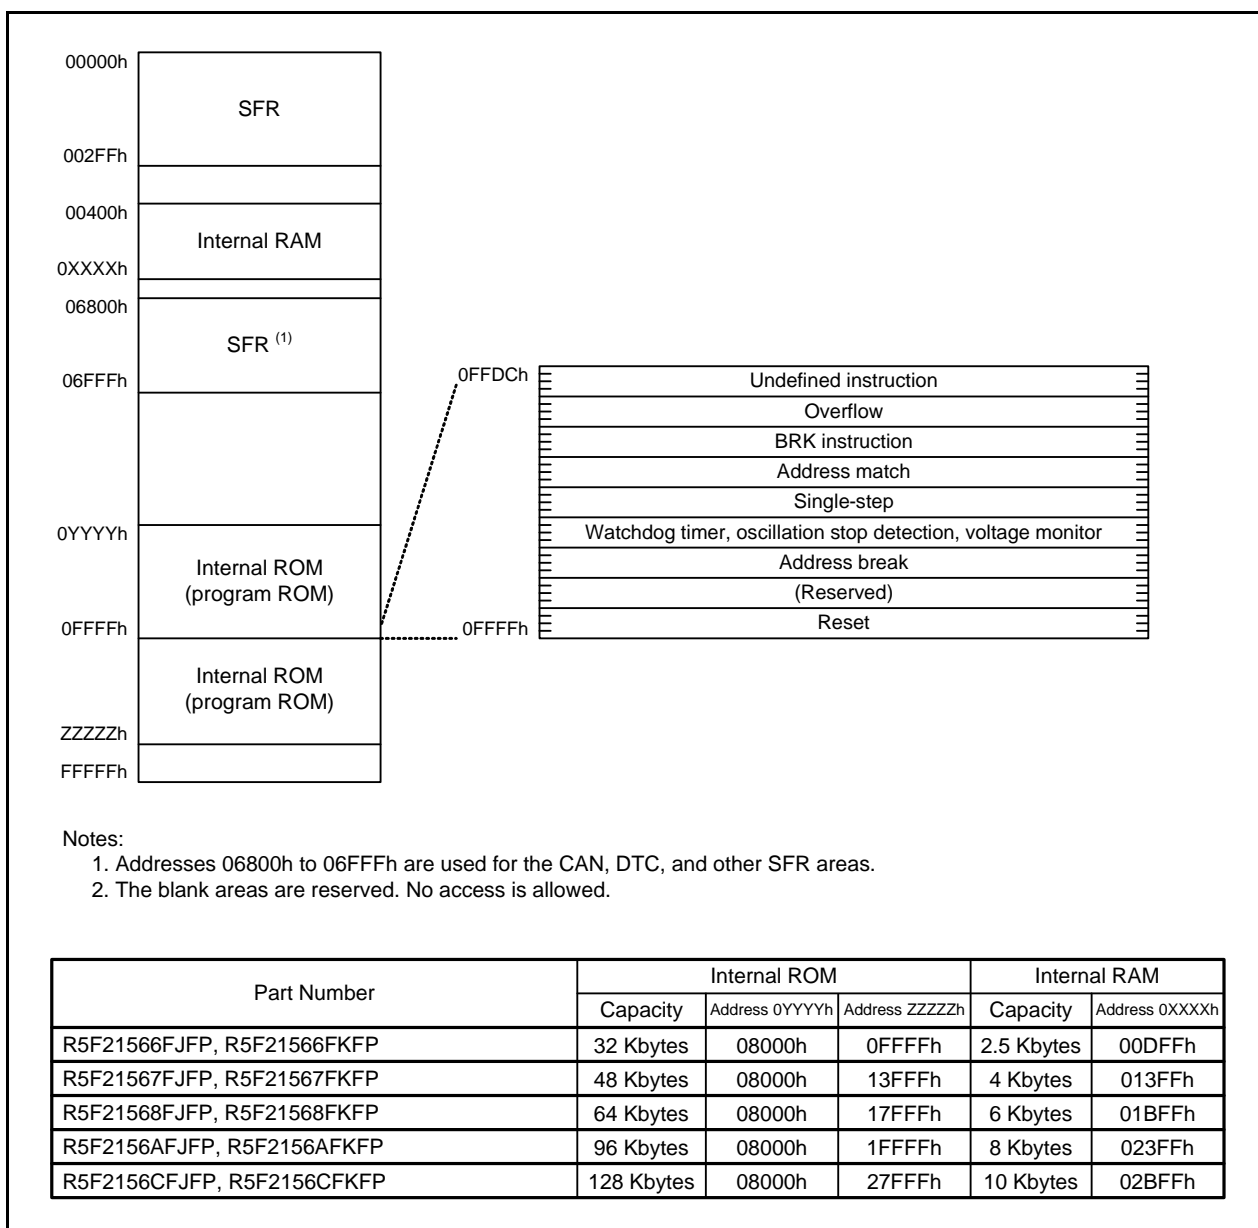 00000h
SFR
002FFh
00400h
Internal RAM
0XXXXh
06800h
SFR (1)
06FFFh
0FFDCh
Undefined instruction
Overflow
BRK instruction
Address match
Single-step
0YYYYh
Watchdog timer, oscillation stop detection, voltage monitor
Internal ROM
(program ROM)
Address break
(Reserved)
0FFFFh
0FFFFh
Reset
Internal ROM
(program ROM)
ZZZZZh
FFFFFh
Notes:
1. Addresses 06800h to 06FFFh are used for the CAN, DTC, and other SFR areas.
2. The blank areas are reserved. No access is allowed.
Part Number Internal ROM Internal RAM
Capacity Address 0YYYYh Address ZZZZZh Capacity Address 0XXXXh
R5F21566FJFP, R5F21566FKFP 32 Kbytes 08000h 0FFFFh 2.5 Kbytes 00DFFh
R5F21567FJFP, R5F21567FKFP 48 Kbytes 08000h 13FFFh 4 Kbytes 013FFh
R5F21568FJFP, R5F21568FKFP 64 Kbytes 08000h 17FFFh 6 Kbytes 01BFFh
R5F2156AFJFP, R5F2156AFKFP 96 Kbytes 08000h 1FFFFh 8 Kbytes 023FFh
R5F2156CFJFP, R5F2156CFKFP 128 Kbytes 08000h 27FFFh 10 Kbytes 02BFFh